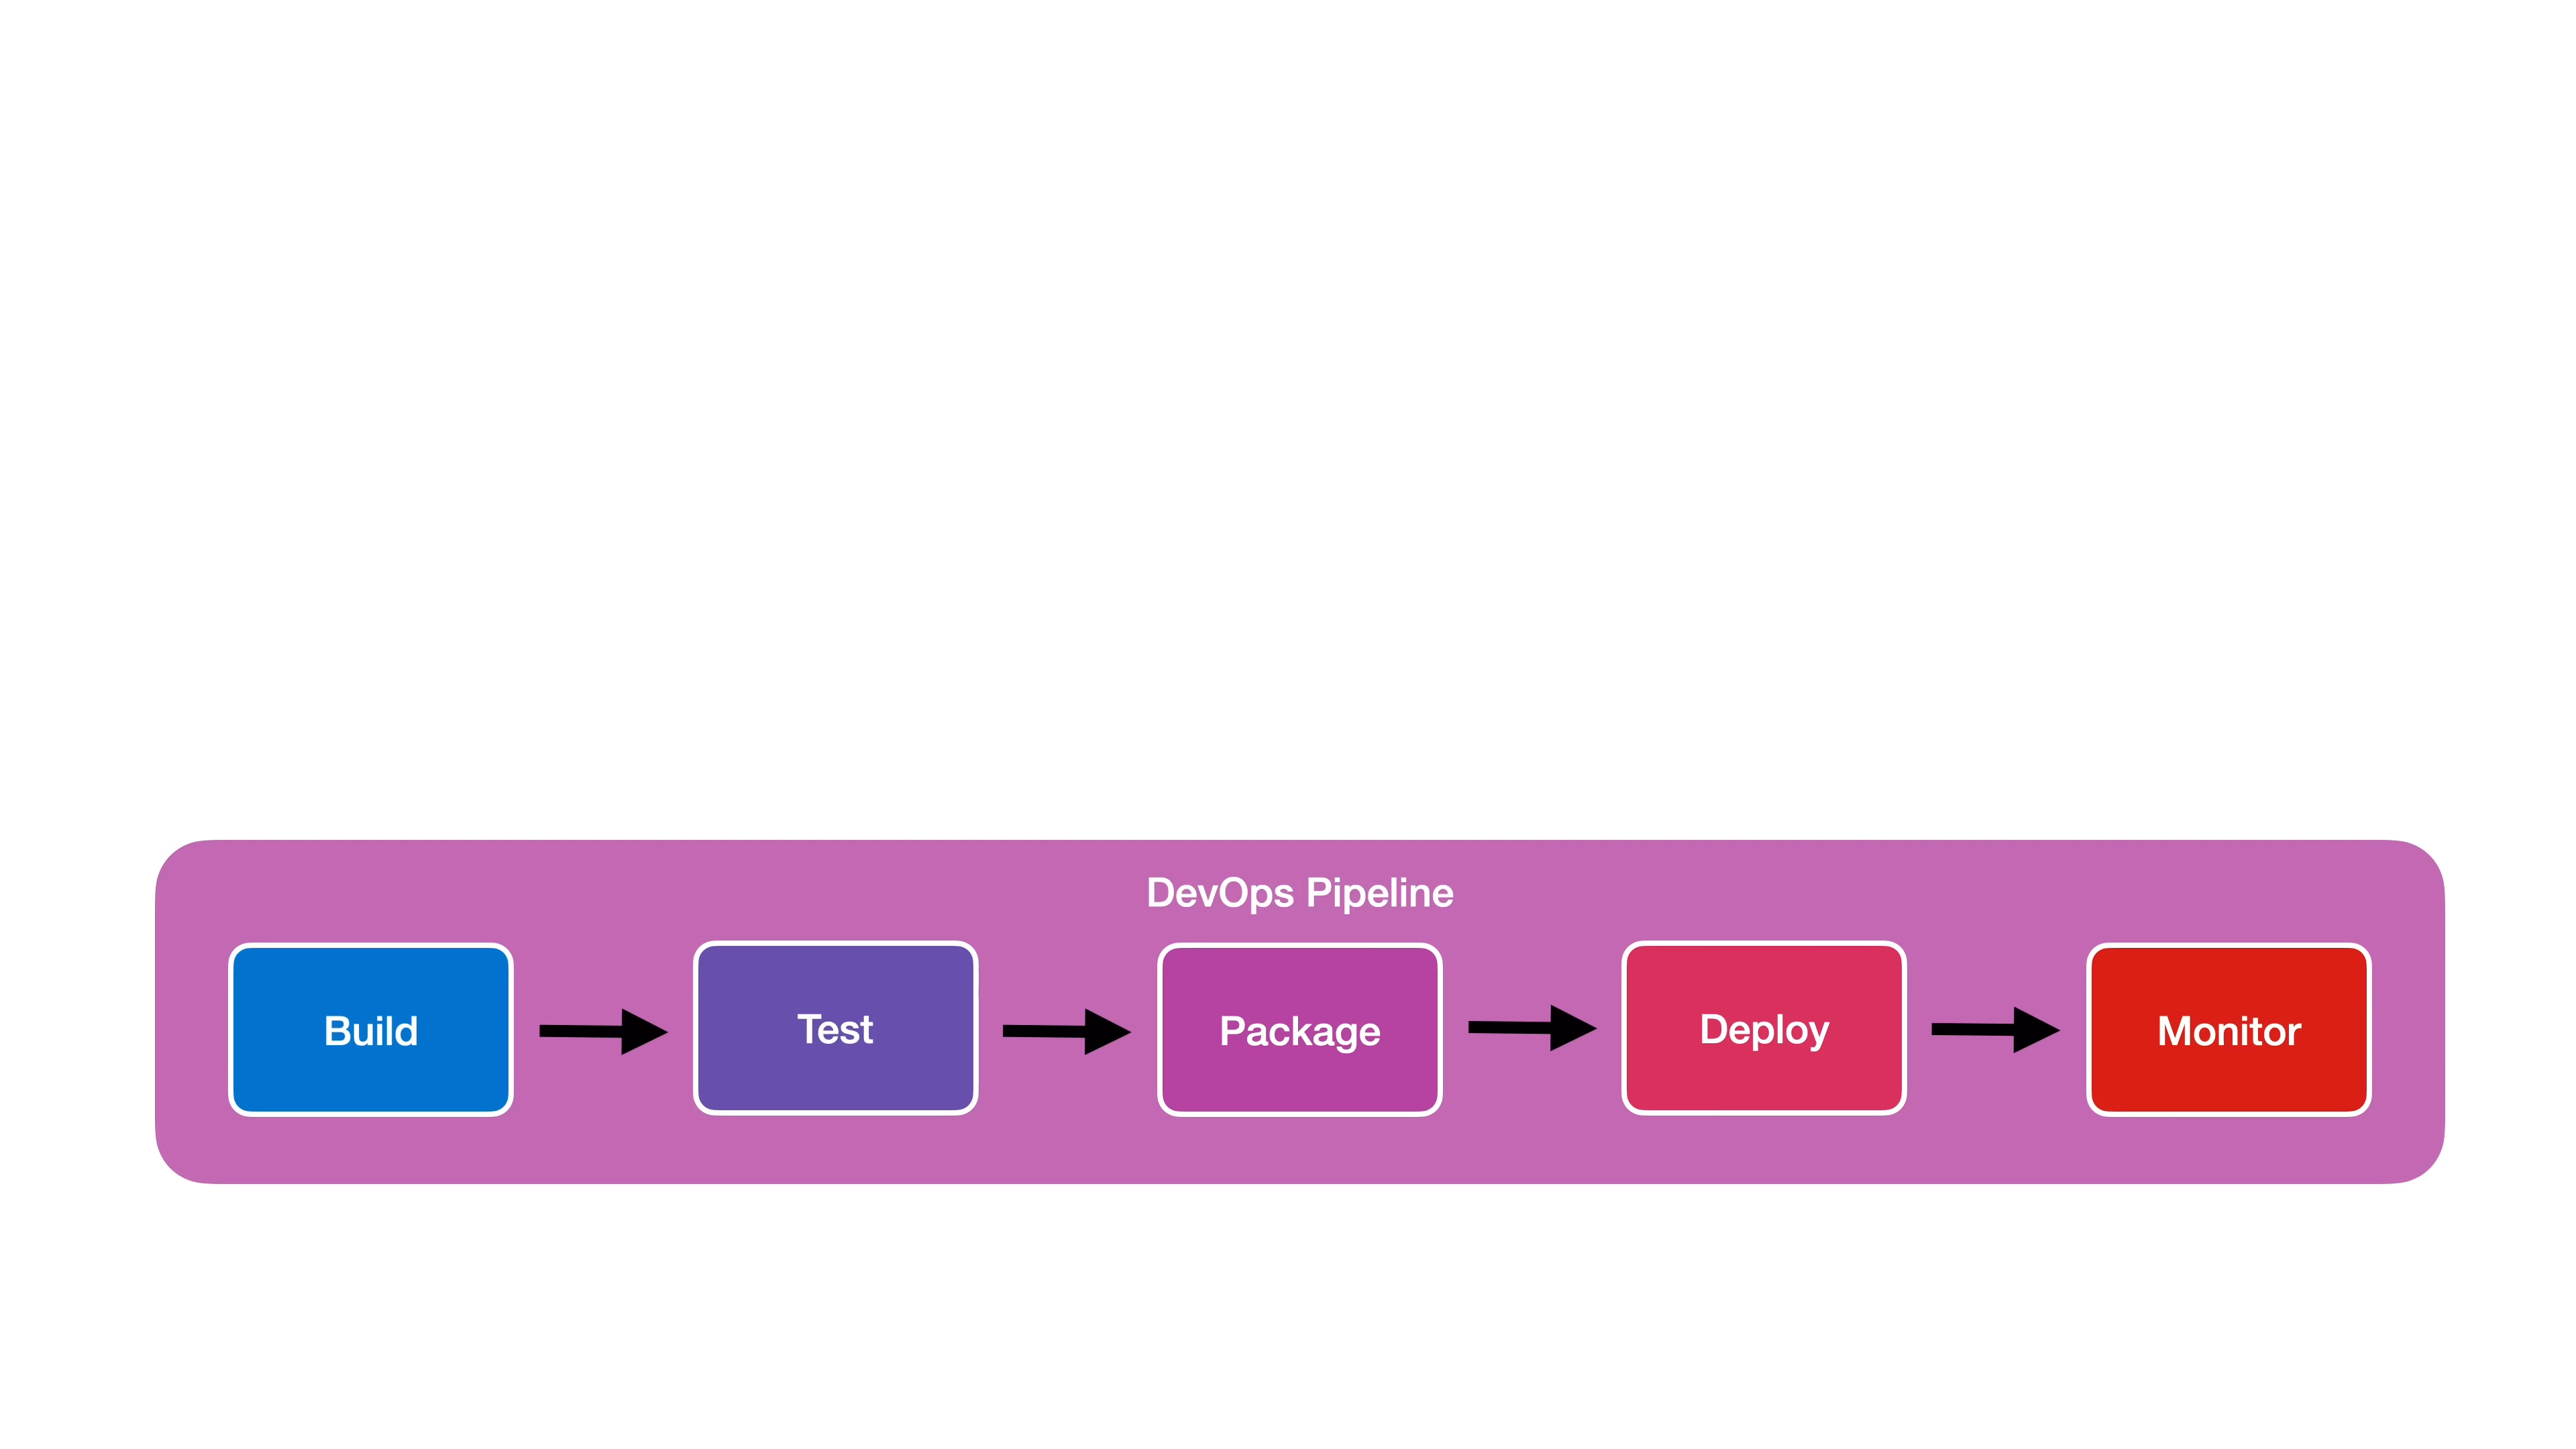 DevOps Pipeline
Build
Test
Package
Deploy
Monitor